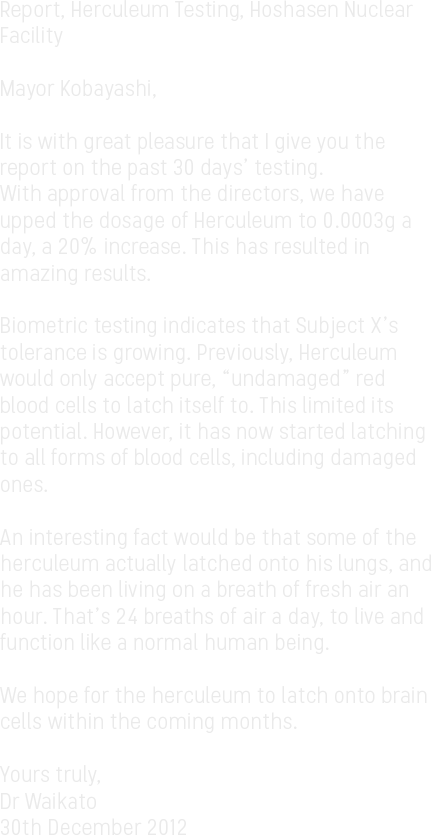 Report, Herculeum Testing, Hoshasen Nuclear
Facility
Mayor Kobayashi,
It is with great pleasure that I give you the
report on the past 30 days’ testing.
With approval from the directors, we have
upped the dosage of Herculeum to 0.0003g a
day, a 20% increase. This has resulted in
amazing results.
Biometric testing indicates that Subject X’s
tolerance is growing. Previously, Herculeum
would only accept pure, “undamaged” red
blood cells to latch itself to. This limited its
potential. However, it has now started latching
to all forms of blood cells, including damaged
ones.
An interesting fact would be that some of the
herculeum actually latched onto his lungs, and
he has been living on a breath of fresh air an
hour. That’s 24 breaths of air a day, to live and
function like a normal human being.
We hope for the herculeum to latch onto brain
cells within the coming months.
Yours truly,
Dr Waikato
30th December 2012